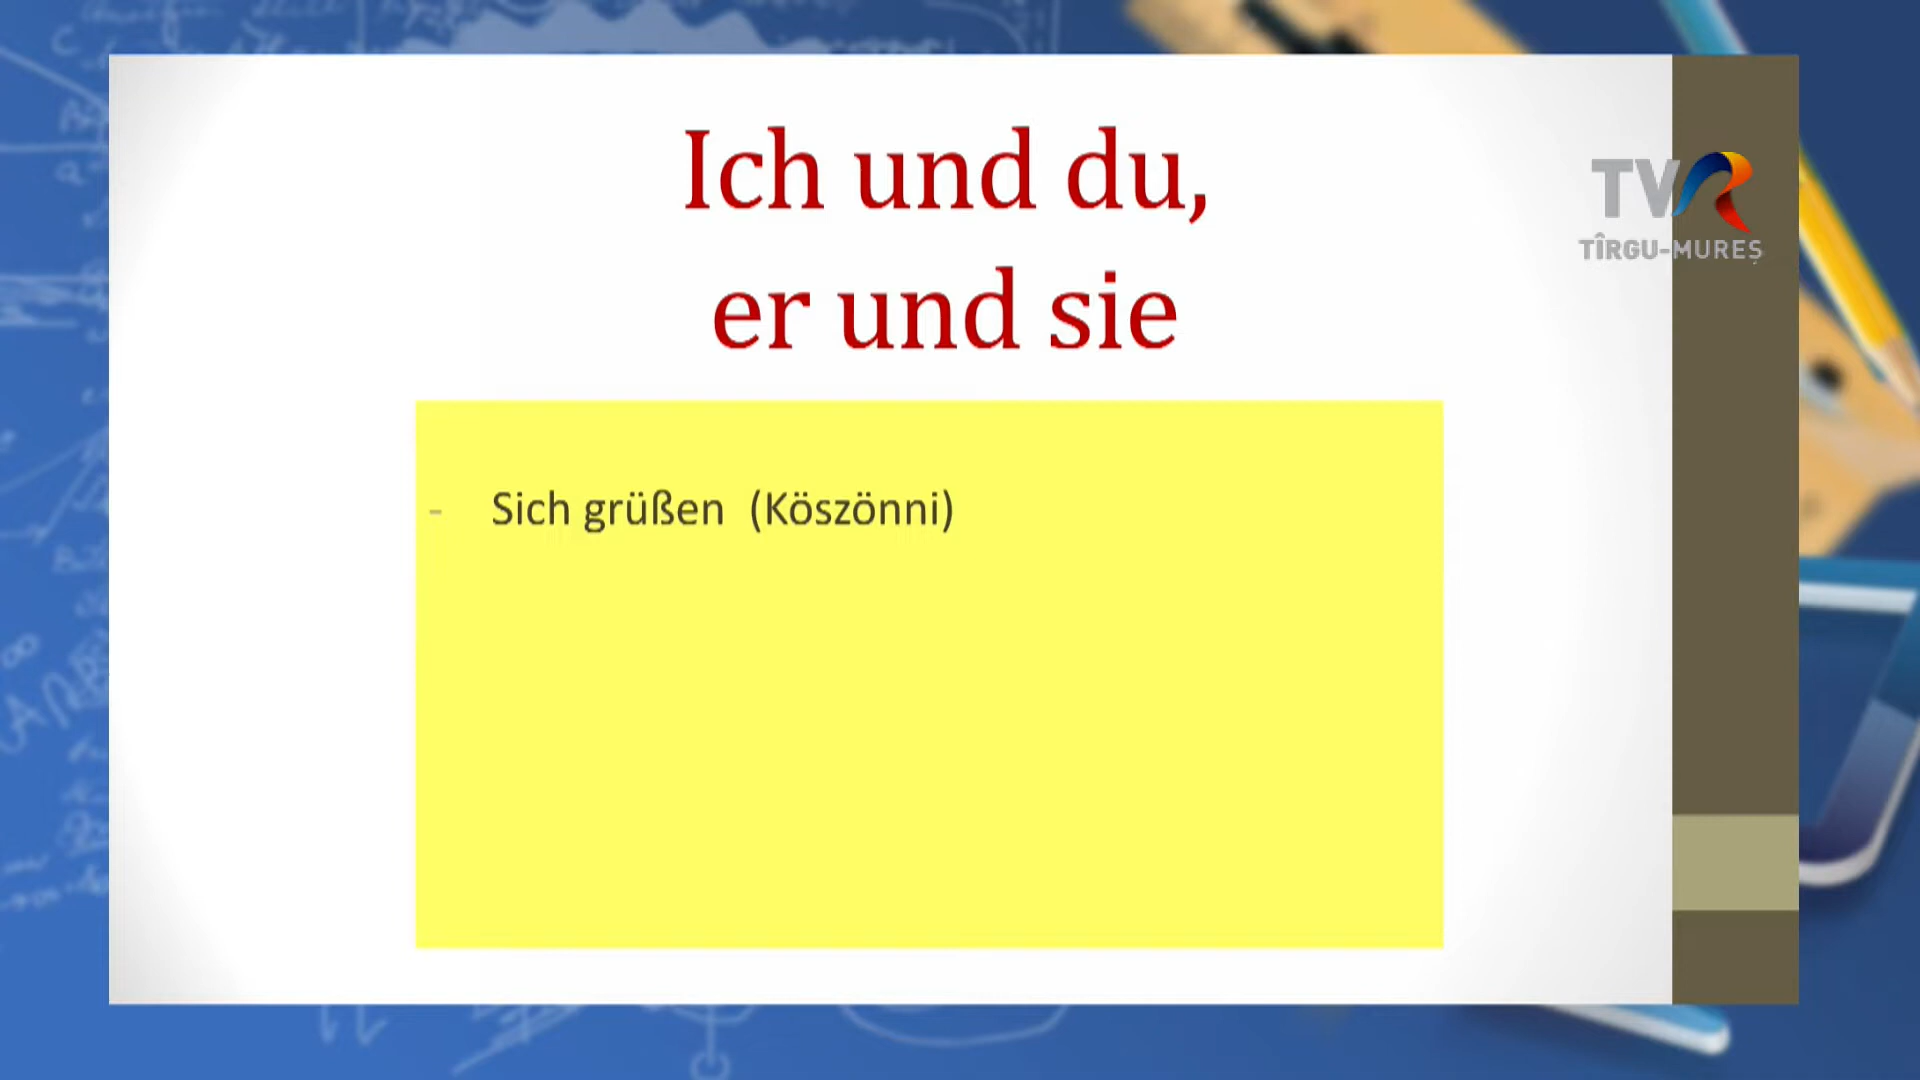 Ich und du,
er und sie
TVR
TÎRGU-MUREȘ
- Sich grüßen (Köszönni)